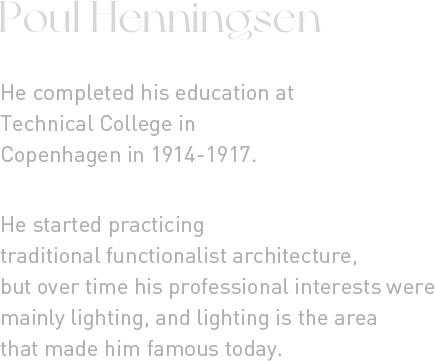 Poul Henningsen
He completed his education at
Technical College in
Copenhagen in 1914-1917.
He started practicing
traditional functionalist architecture,
but over time his professional interests were
mainly lighting, and lighting is the area
that made him famous today.